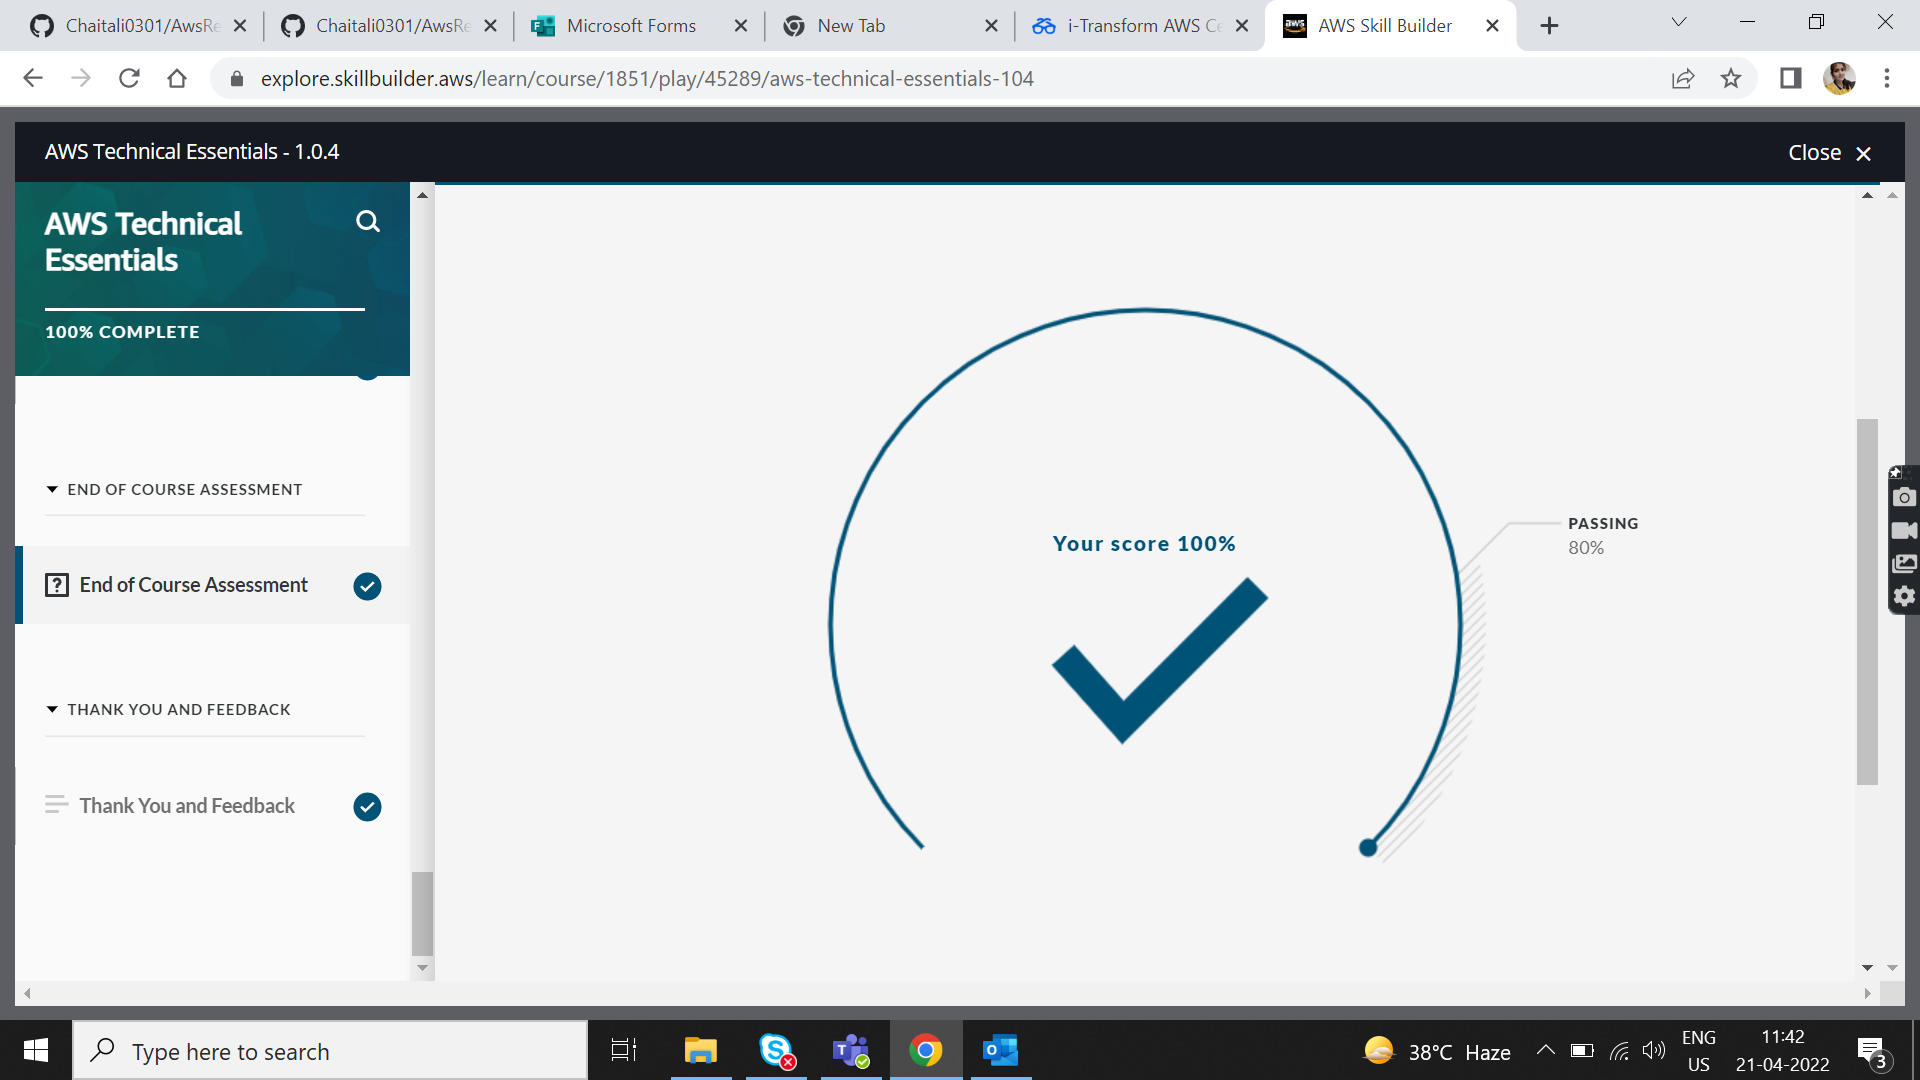 Chaitali0301/AwsRe
Chaitali0301/AwsRe
Microsoft Forms
New Tab
i-Transform AWS Ce
aws
AWS Skill Builder
explore.skillbuilder.aws/learn/course/1851/play/45289/aws-technical-essentials-104
AWS Technical Essentials - 1.0.4
Close
AWS Technical
Essentials
100% COMPLETE
END OF COURSE ASSESSMENT
End of Course Assessment
THANK YOU AND FEEDBACK
Thank You and Feedback
Your score 100%
PASSING
80%
Type here to search
38°C Haze
ENG
US
11:42
21-04-2022
3